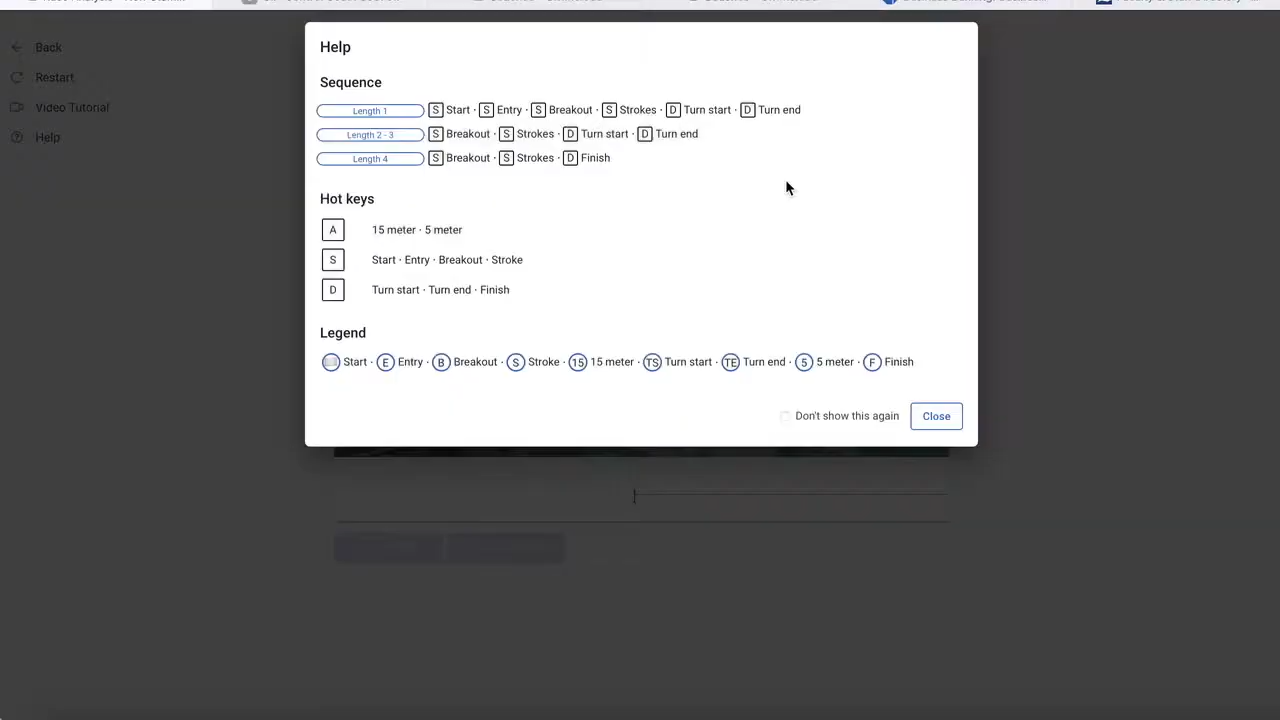 Back
Restart
Video Tutorial
Help
Help
Sequence
Length 1 S Start · S Entry · S Breakout · S Strokes · D Turn start · D Turn end
Length 2 - 3 S Breakout · S Strokes · D Turn start · D Turn end
Length 4 S Breakout · S Strokes · D Finish
Hot keys
A 15 meter · 5 meter
S Start · Entry · Breakout · Stroke
D Turn start · Turn end · Finish
Legend
Start · E Entry · B Breakout · S Stroke · 15 15 meter · TS Turn start · TE Turn end · 5 5 meter · F Finish
Don't show this again Close